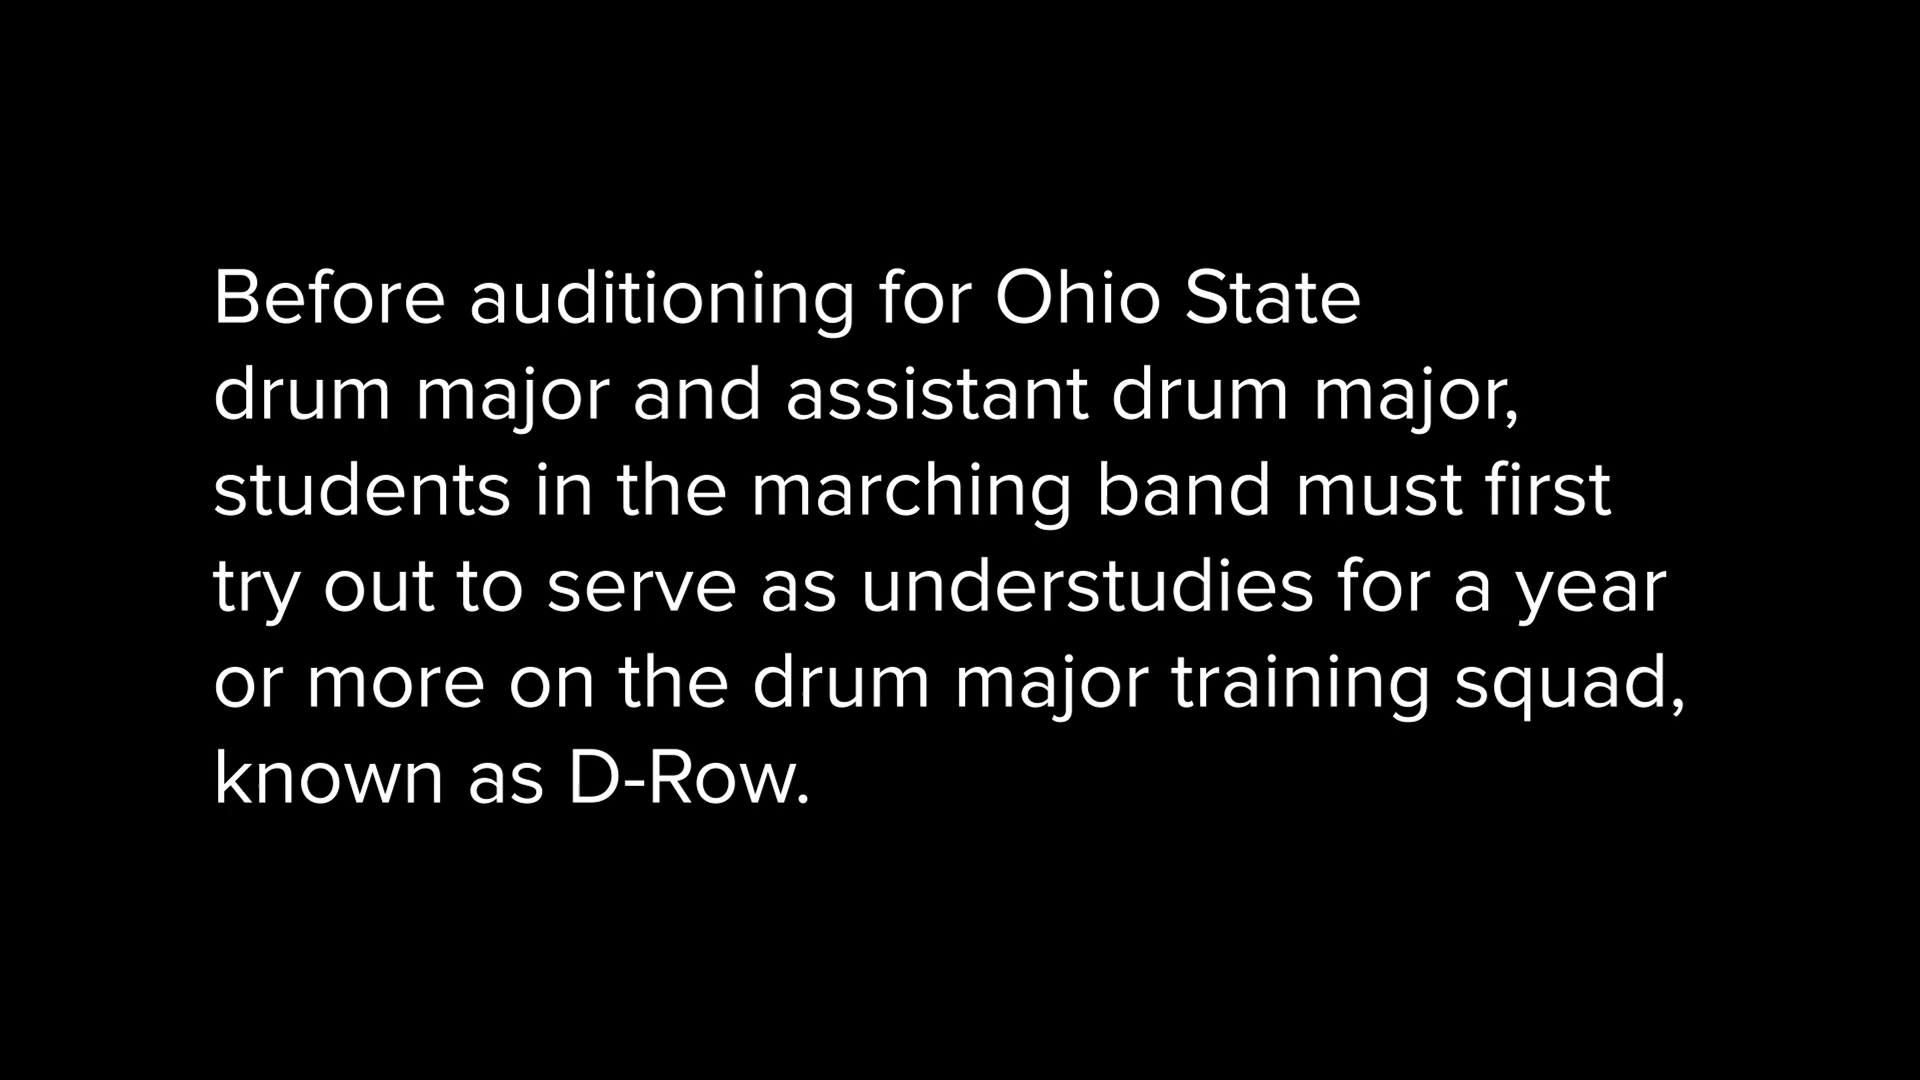 Before auditioning for Ohio State
drum major and assistant drum major,
students in the marching band must first
try out to serve as understudies for a year
or more on the drum major training squad,
known as D-Row.